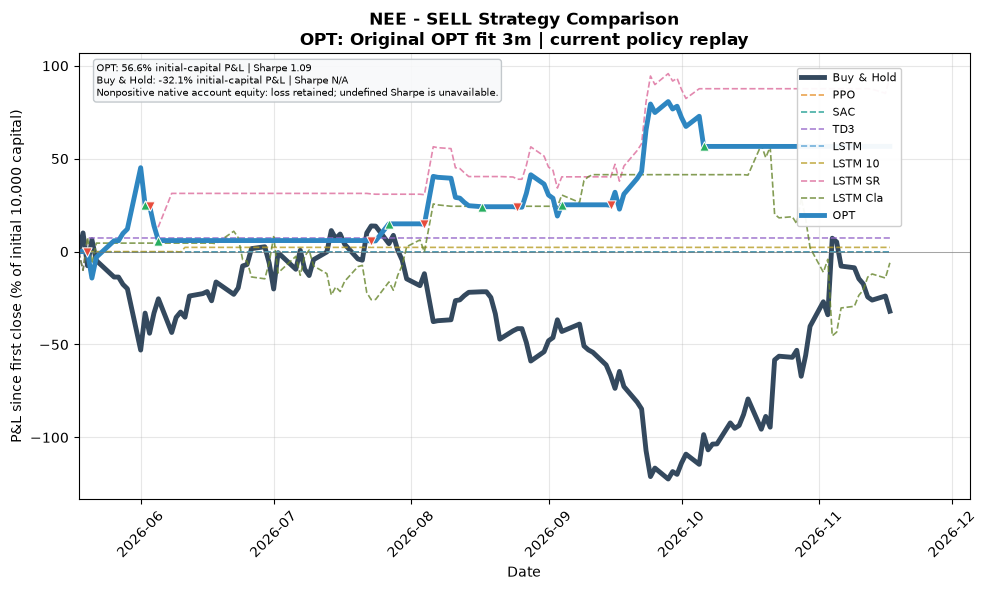 NEE - SELL Strategy Comparison
OPT: Original OPT fit 3m | current policy replay
OPT: 56.6% initial-capital P&L | Sharpe 1.09
Buy & Hold: -32.1% initial-capital P&L | Sharpe N/A
Nonpositive native account equity: loss retained; undefined Sharpe is unavailable.
Buy & Hold
PPO
SAC
TD3
LSTM
LSTM 10
LSTM SR
LSTM Cla
OPT
P&L since first close (% of initial 10,000 capital)
100
50
0
−50
−100
2026-06
2026-07
2026-08
2026-09
2026-10
2026-11
2026-12
Date